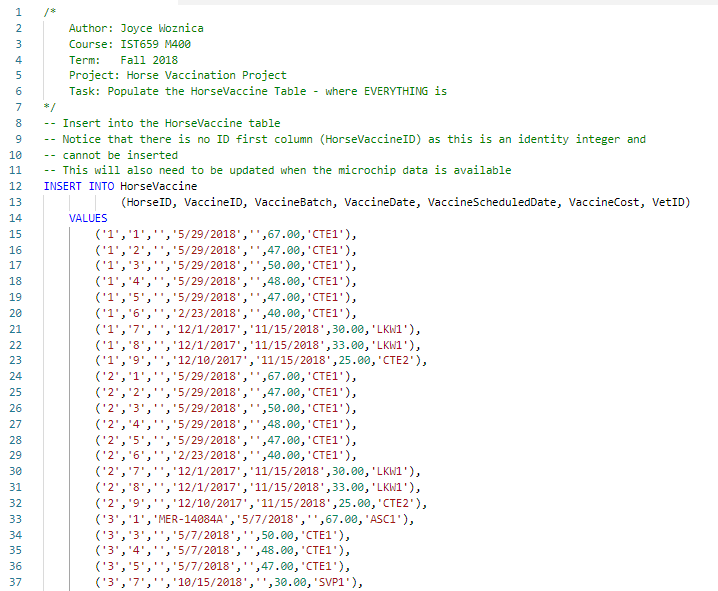 1 /*
2 Author: Joyce Woznica
3 Course: IST659 M400
4 Term: Fall 2018
5 Project: Horse Vaccination Project
6 Task: Populate the HorseVaccine Table - where EVERYTHING is
7 */
8 -- Insert into the HorseVaccine table
9 -- Notice that there is no ID first column (HorseVaccineID) as this is an identity integer and
10 -- cannot be inserted
11 -- This will also need to be updated when the microchip data is available
12 INSERT INTO HorseVaccine
13 (HorseID, VaccineID, VaccineBatch, VaccineDate, VaccineScheduledDate, VaccineCost, VetID)
14 VALUES
15 ('1','1','','5/29/2018','',67.00,'CTE1'),
16 ('1','2','','5/29/2018','',47.00,'CTE1'),
17 ('1','3','','5/29/2018','',50.00,'CTE1'),
18 ('1','4','','5/29/2018','',48.00,'CTE1'),
19 ('1','5','','5/29/2018','',47.00,'CTE1'),
20 ('1','6','','2/23/2018','',40.00,'CTE1'),
21 ('1','7','','12/1/2017','11/15/2018',30.00,'LKW1'),
22 ('1','8','','12/1/2017','11/15/2018',33.00,'LKW1'),
23 ('1','9','','12/10/2017','11/15/2018',25.00,'CTE2'),
24 ('2','1','','5/29/2018','',67.00,'CTE1'),
25 ('2','2','','5/29/2018','',47.00,'CTE1'),
26 ('2','3','','5/29/2018','',50.00,'CTE1'),
27 ('2','4','','5/29/2018','',48.00,'CTE1'),
28 ('2','5','','5/29/2018','',47.00,'CTE1'),
29 ('2','6','','2/23/2018','',40.00,'CTE1'),
30 ('2','7','','12/1/2017','11/15/2018',30.00,'LKW1'),
31 ('2','8','','12/1/2017','11/15/2018',33.00,'LKW1'),
32 ('2','9','','12/10/2017','11/15/2018',25.00,'CTE2'),
33 ('3','1','MER-14084A','5/7/2018','',67.00,'ASC1'),
34 ('3','3','','5/7/2018','',50.00,'CTE1'),
35 ('3','4','','5/7/2018','',48.00,'CTE1'),
36 ('3','5','','5/7/2018','',47.00,'CTE1'),
37 ('3','7','','10/15/2018','',30.00,'SVP1'),